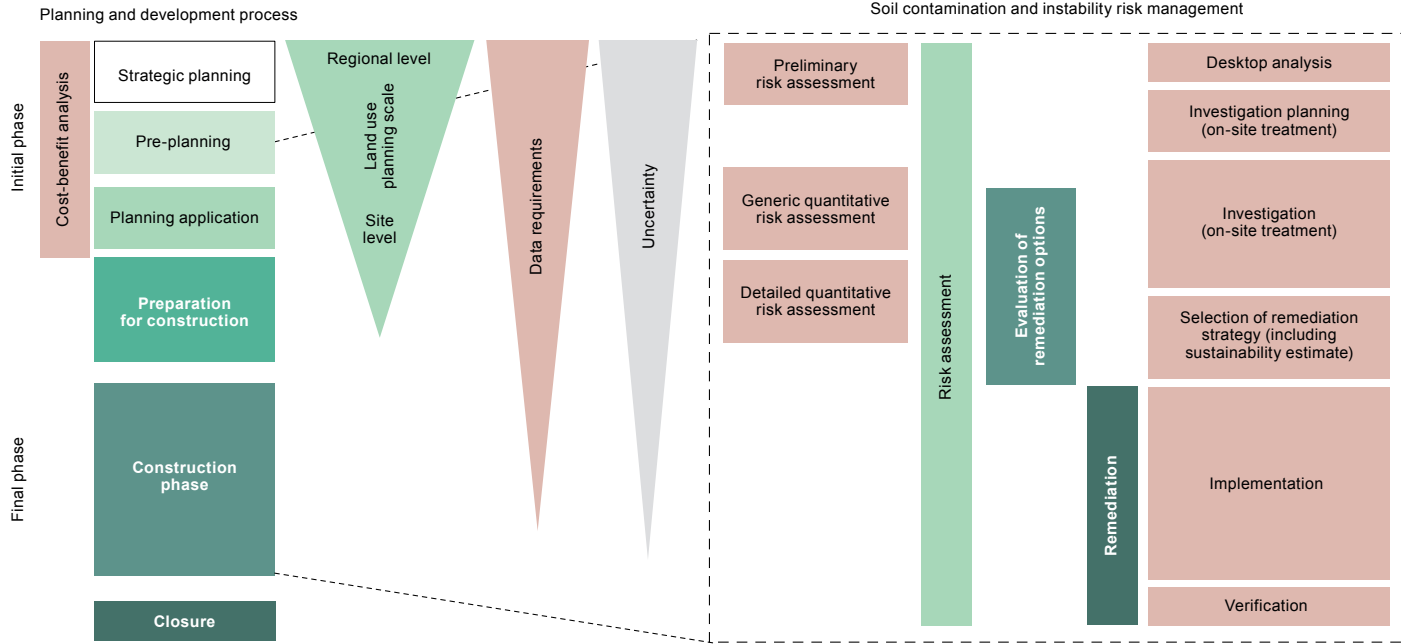 Planning and development process
Soil contamination and instability risk management
Initial phase
Final phase
Cost-benefit analysis
Strategic planning
Pre-planning
Planning application
Preparation
for construction
Construction
phase
Closure
Regional level
Land use
planning scale
Site
level
Data requirements
Uncertainty
Preliminary
risk assessment
Generic quantitative
risk assessment
Detailed quantitative
risk assessment
Risk assessment
Evaluation of
remediation options
Remediation
Desktop analysis
Investigation planning
(on-site treatment)
Investigation
(on-site treatment)
Selection of remediation
strategy (including
sustainability estimate)
Implementation
Verification